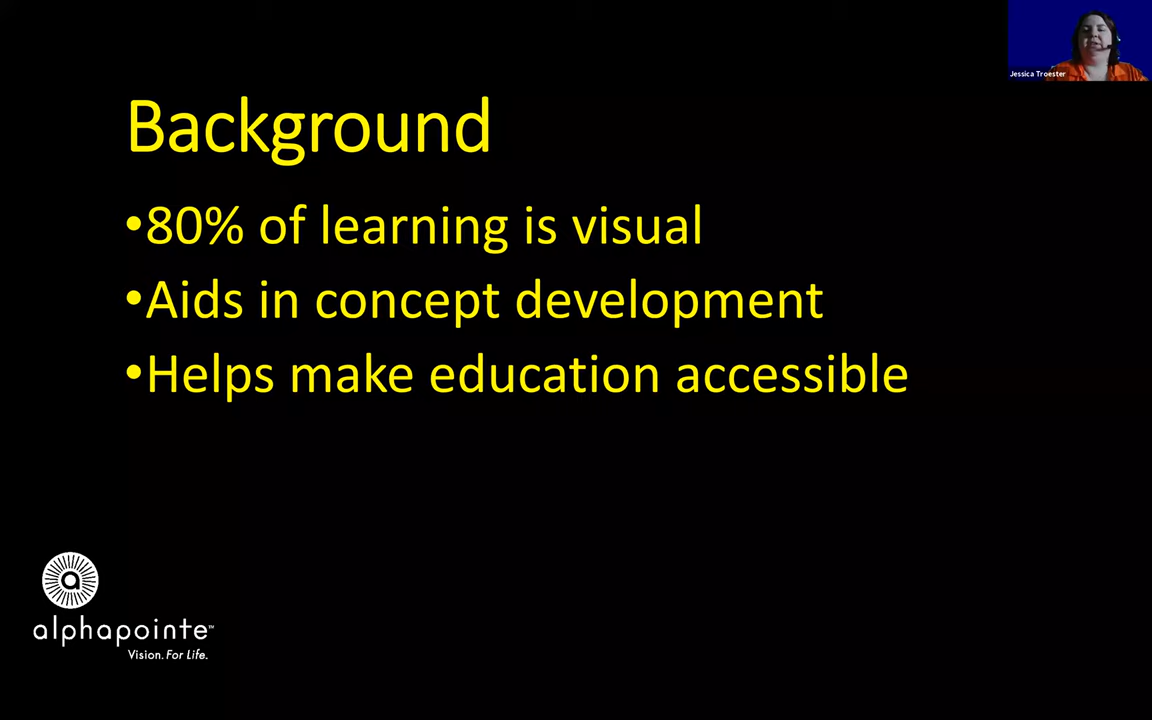 Jessica Troester
Background
•80% of learning is visual
•Aids in concept development
•Helps make education accessible
a
alphapointe™
Vision. For Life.